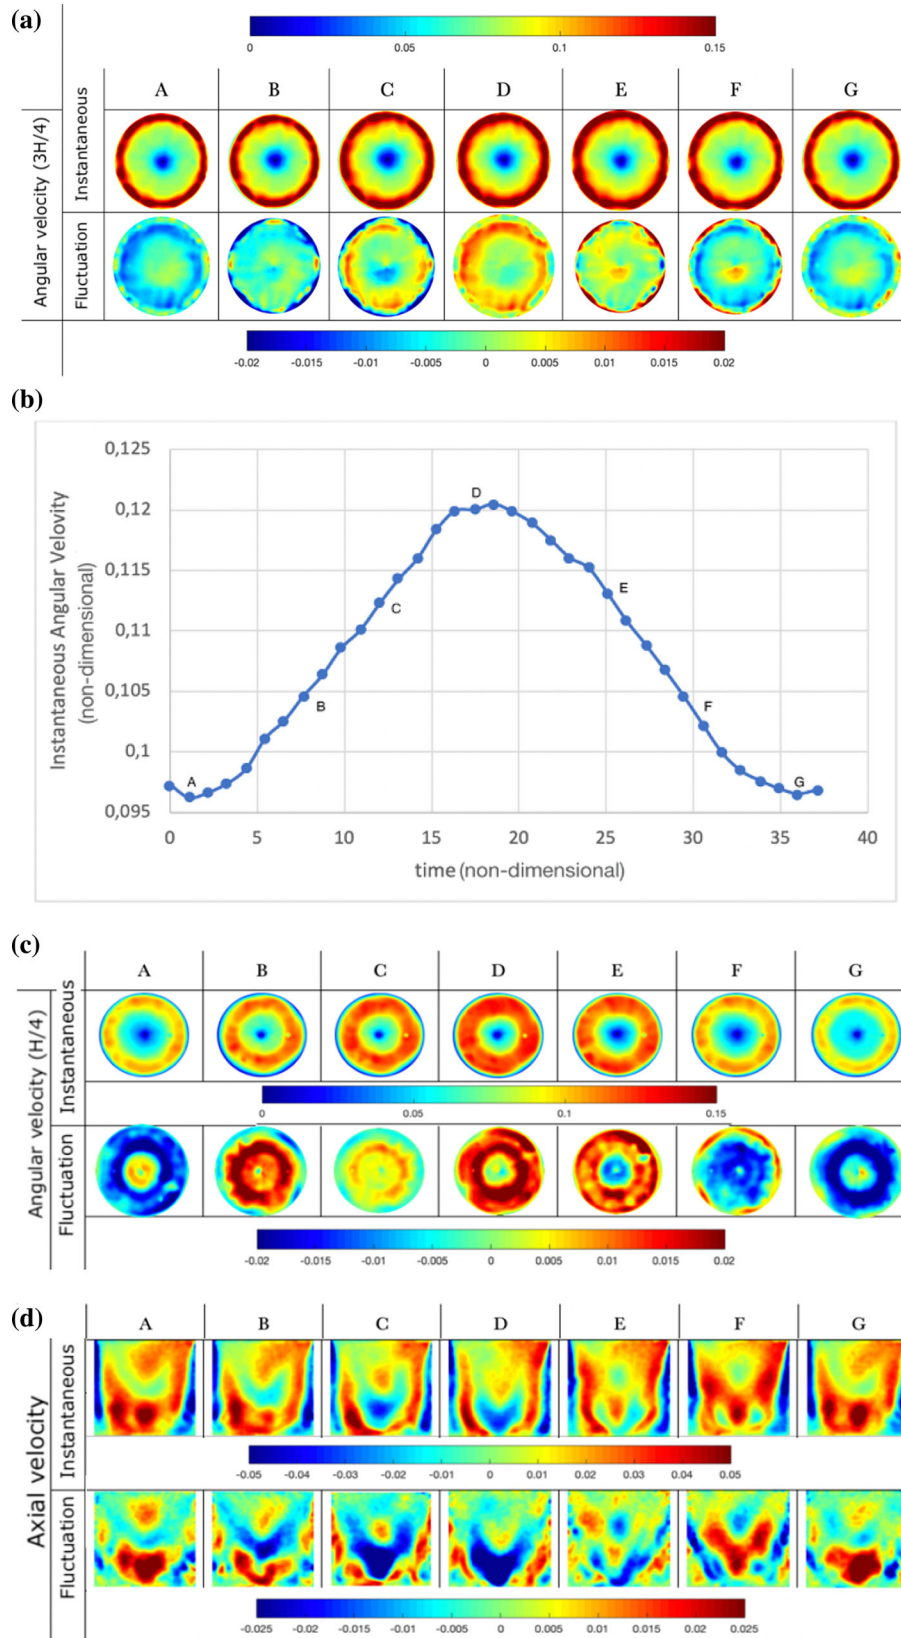 (a)
0 0.05 0.1 0.15
A B C D E F G
Angular velocity (3H/4)
Instantaneous
Fluctuation
-0.02 -0.015 -0.01 -0.005 0 0.005 0.01 0.015 0.02
(b)
Instantaneous Angular Velovity
(non-dimensional)
0,125
0,12
0,115
0,11
0,105
0,1
0,095
A B C D E F G
0 5 10 15 20 25 30 35 40
time (non-dimensional)
(c)
A B C D E F G
Angular velocity (H/4)
Instantaneous
0 0.05 0.1 0.15
Fluctuation
-0.02 -0.015 -0.01 -0.005 0 0.005 0.01 0.015 0.02
(d)
A B C D E F G
Axial velocity
Instantaneous
-0.05 -0.04 -0.03 -0.02 -0.01 0 0.01 0.02 0.03 0.04 0.05
Fluctuation
-0.025 -0.02 -0.015 -0.01 -0.005 0 0.005 0.01 0.015 0.02 0.025